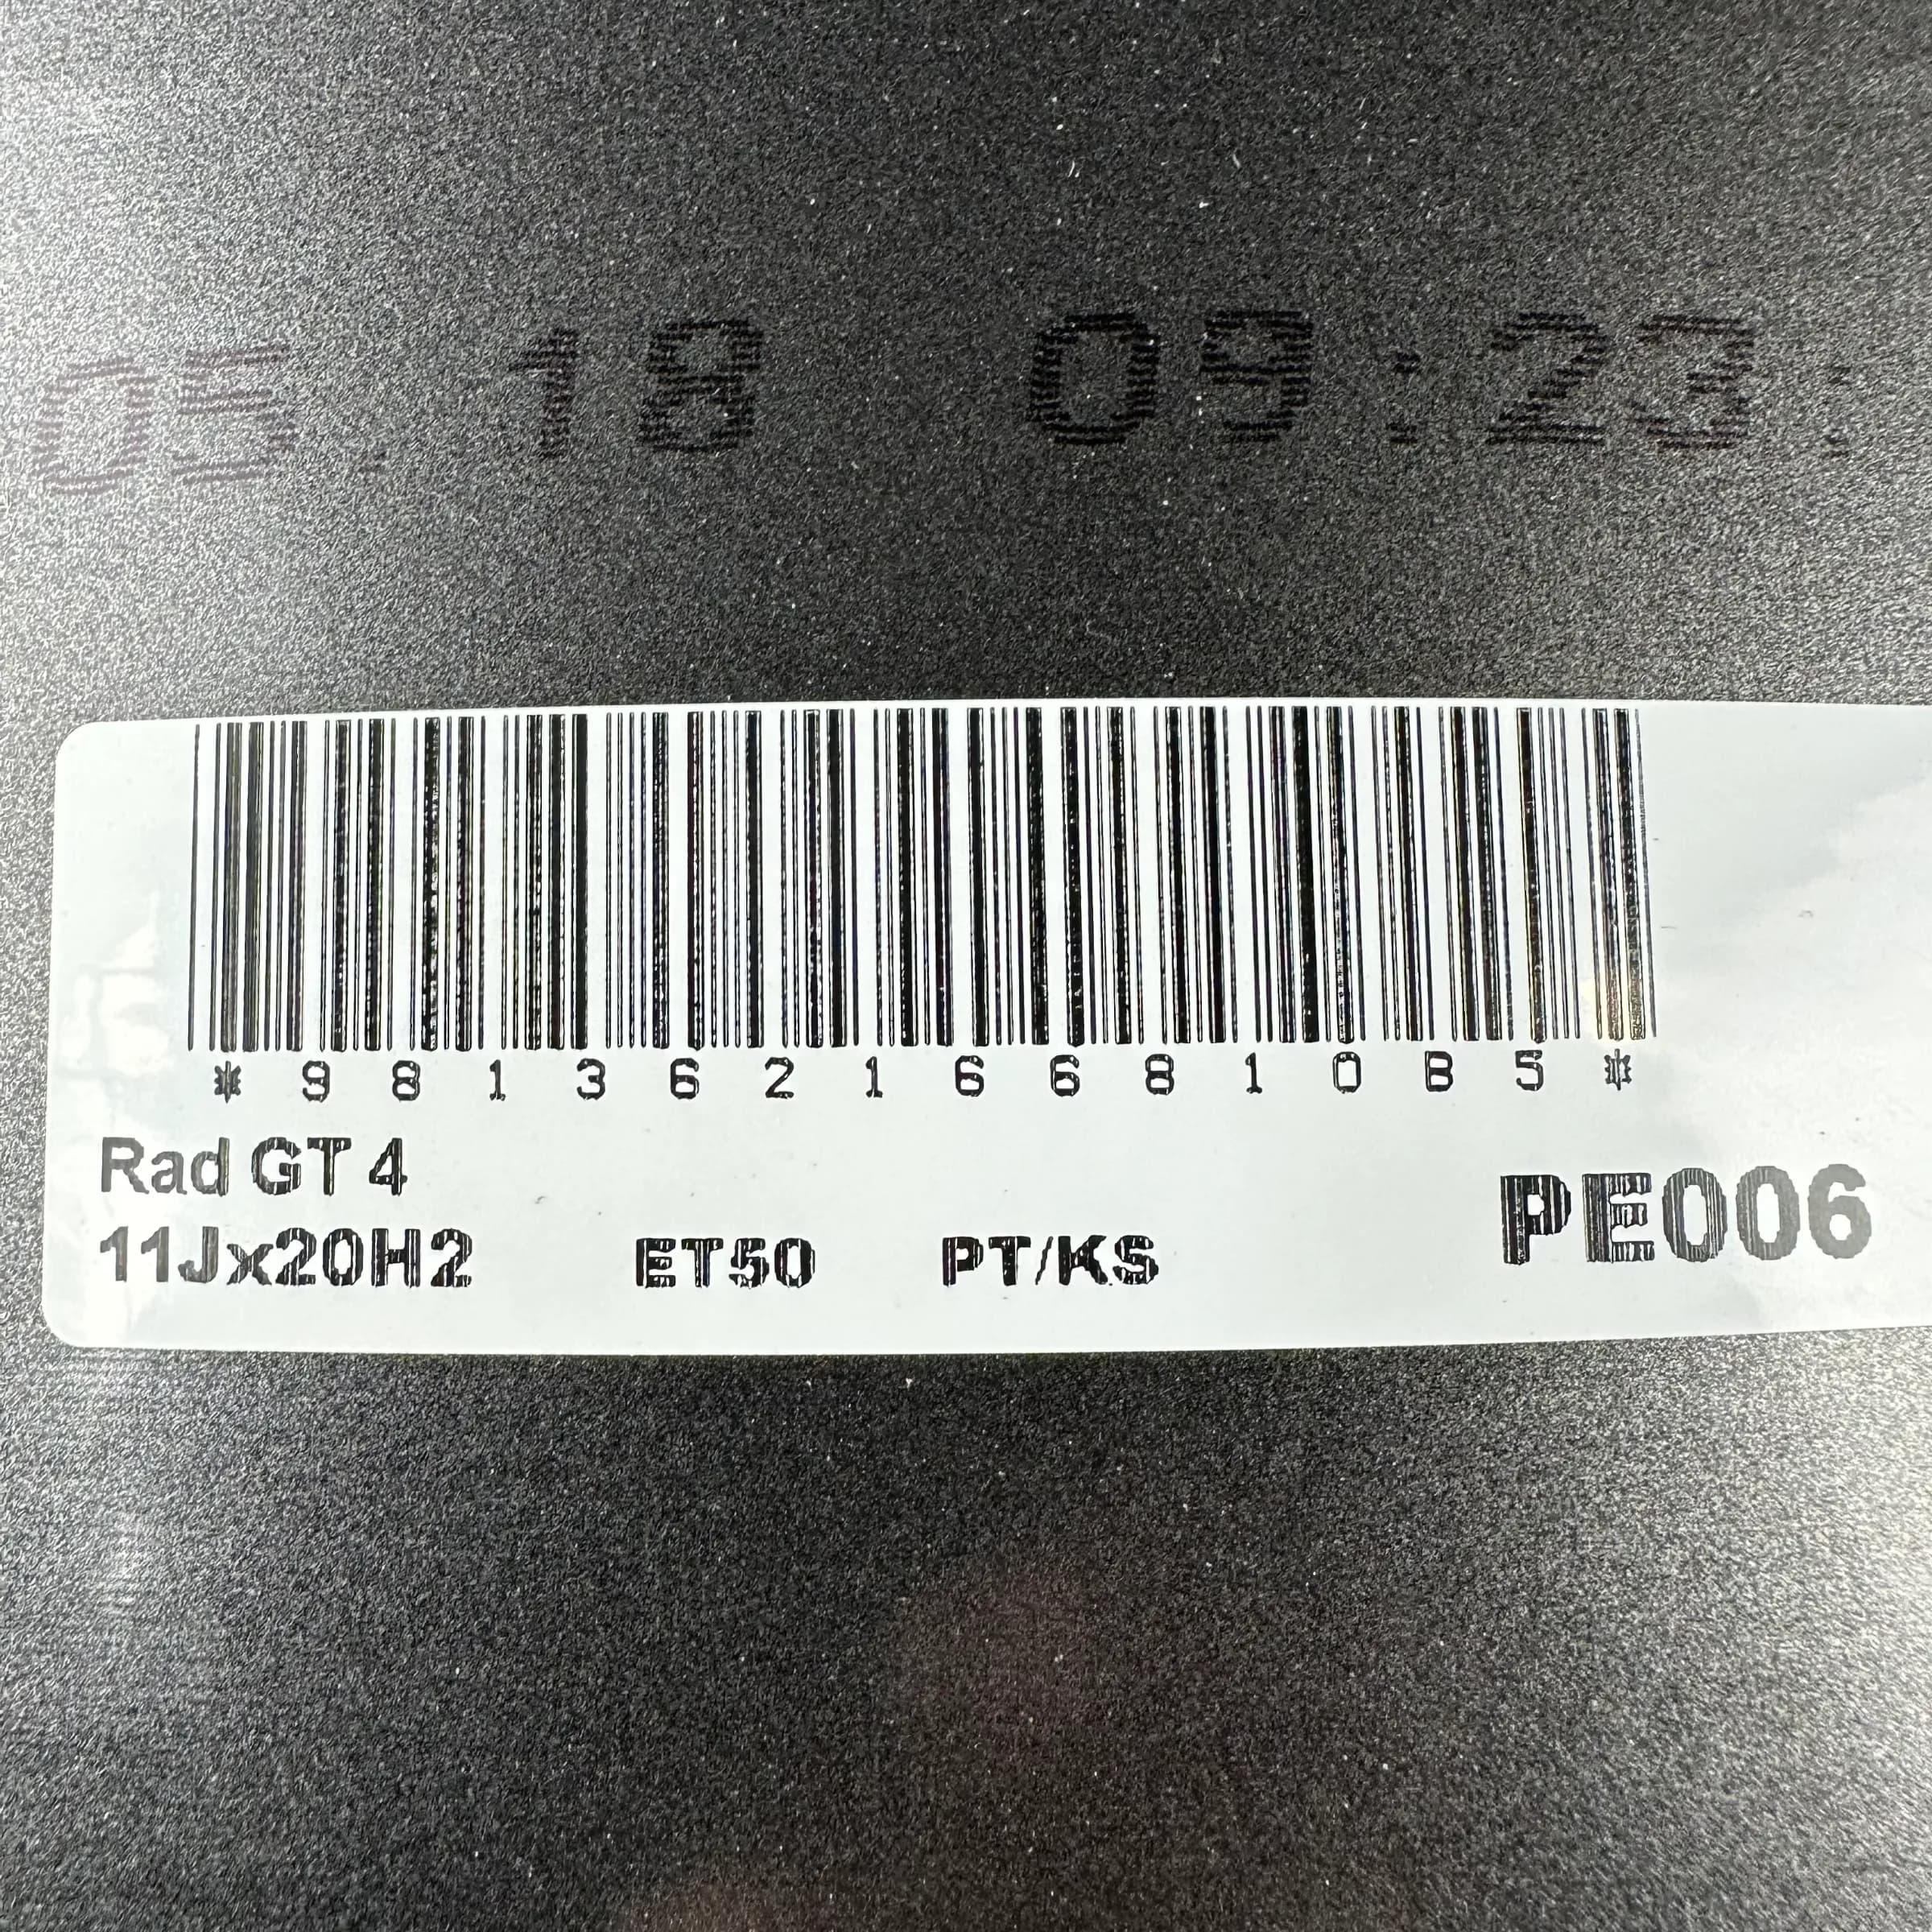 05.18 09:23:
*98136216681085*
Rad GT 4
11Jx20H2 ET50 PT/KS PE006